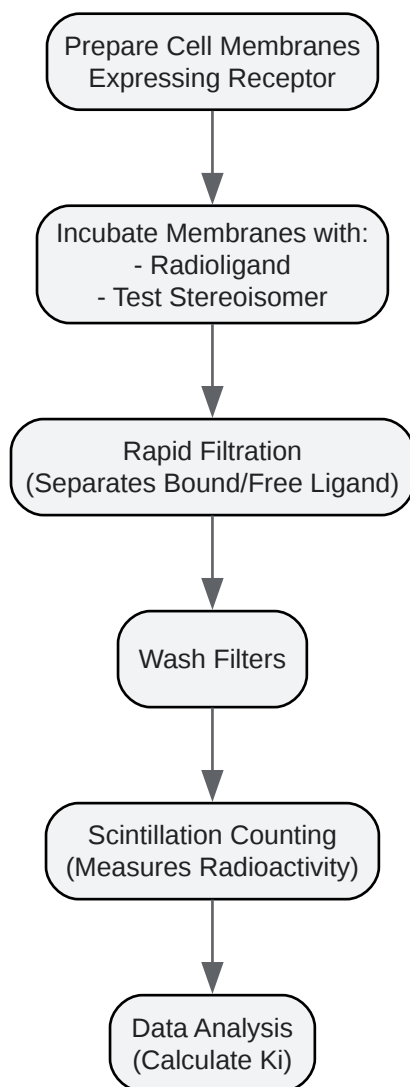 Prepare Cell Membranes
Expressing Receptor
Incubate Membranes with:
- Radioligand
- Test Stereoisomer
Rapid Filtration
(Separates Bound/Free Ligand)
Wash Filters
Scintillation Counting
(Measures Radioactivity)
Data Analysis
(Calculate Ki)